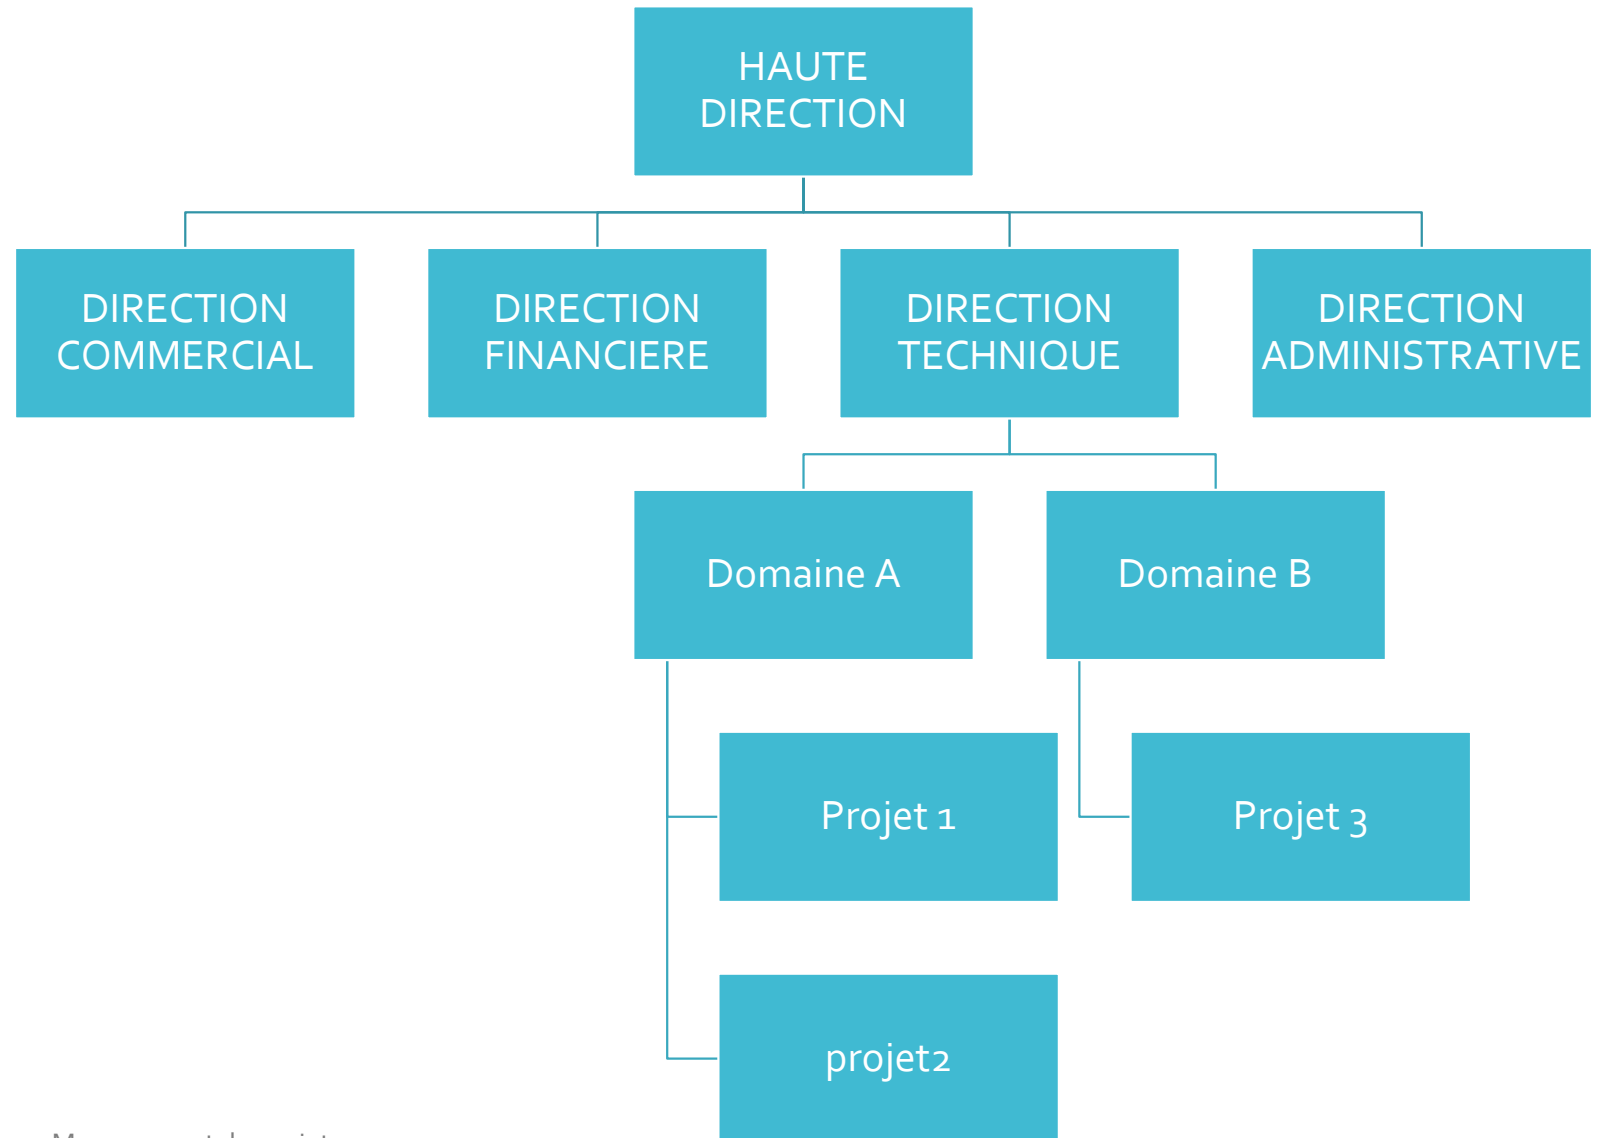 HAUTE
DIRECTION
DIRECTION
COMMERCIAL
DIRECTION
FINANCIERE
DIRECTION
TECHNIQUE
DIRECTION
ADMINISTRATIVE
Domaine A
Domaine B
Projet 1
Projet 3
projet2